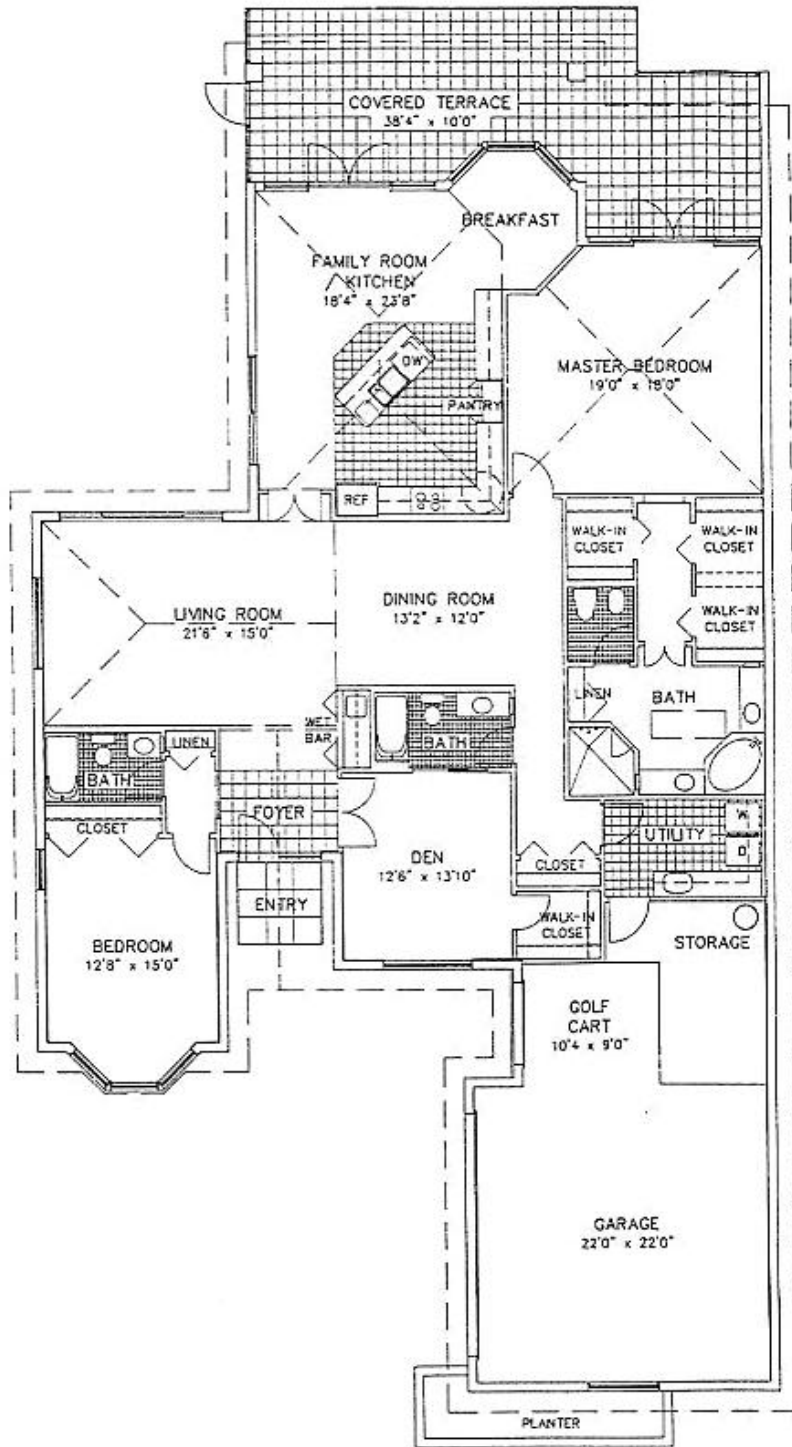 COVERED TERRACE
38'4" x 10'0"
BREAKFAST
FAMILY ROOM
KITCHEN
18'4" x 23'8"
DW
MASTER BEDROOM
19'0" x 18'0"
PANTRY
REF
WALK-IN
CLOSET
WALK-IN
CLOSET
LIVING ROOM
21'6" x 15'0"
DINING ROOM
13'2" x 12'0"
WALK-IN
CLOSET
LINEN
BATH
WET
BAR
BATH
LINEN
BATH
CLOSET
FOYER
W
UTILITY
D
DEN
12'6" x 13'10"
CLOSET
ENTRY
WALK-IN
CLOSET
BEDROOM
12'8" x 15'0"
STORAGE
GOLF
CART
10'4 x 9'0"
GARAGE
22'0" x 22'0"
PLANTER